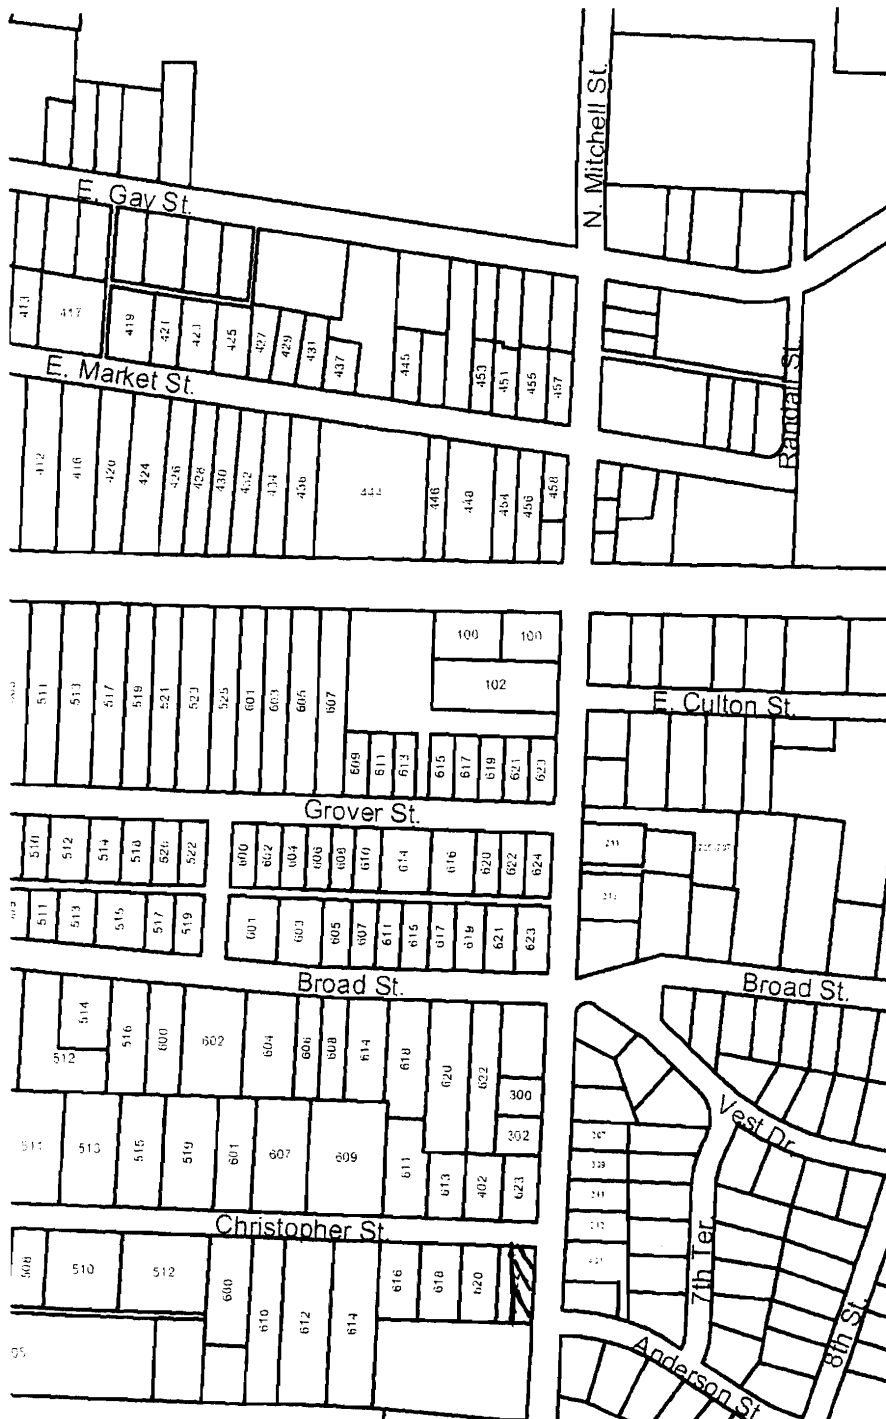 N. Mitchell St.
E. Gay St.
413 417 419 421 423 425 427 429 431 437 445 453 451 455 457
E. Market St.
Randall St.
412 416 420 424 426 428 430 432 434 436 444 446 448 454 456 458
100 100
102
511 513 517 519 521 523 525 601 603 605 607
E. Culton St.
609 611 613 615 617 619 621 623
Grover St.
510 512 514 518 520 522 600 602 604 606 608 610 614 616 620 622 624
511 513 515 517 519 601 603 605 607 611 615 617 619 621 623
Broad St.
Broad St.
514
512 516 600 602 604 606 608 614 618 620 622
300
302
511 513 515 519 601 607 609 611 613 402 623
Vest Dr.
Christopher St.
7th Ter.
508 510 512 600 610 612 614 616 618 620
8th St.
Anderson St
05